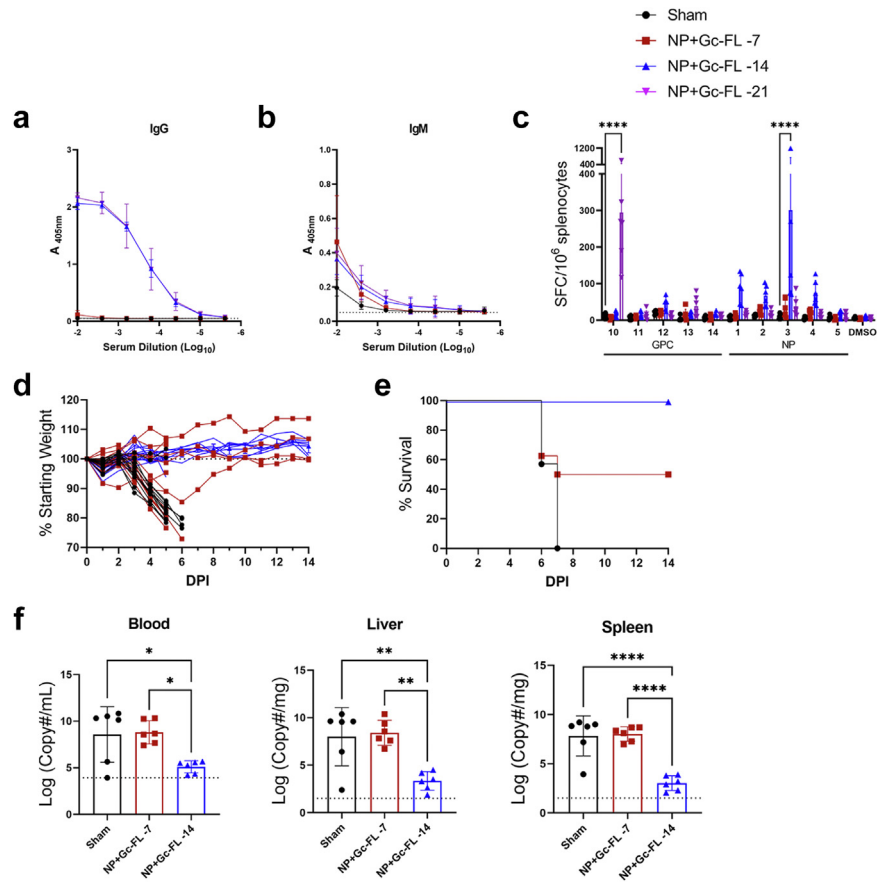 Sham
NP+Gc-FL -7
NP+Gc-FL -14
NP+Gc-FL -21
a
IgG
A 405nm
3
2
1
0
-2 -3 -4 -5 -6
Serum Dilution (Log10)
b
IgM
A 405nm
1.0
0.8
0.6
0.4
0.2
0.0
-2 -3 -4 -5 -6
Serum Dilution (Log10)
c
**** ****
SFC/10^6 splenocytes
1200
400
400
300
200
100
0
10 11 12 13 14 1 2 3 4 5 DMSO
GPC NP
d
% Starting Weight
120
110
100
90
80
70
0 2 4 6 8 10 12 14
DPI
e
% Survival
100
80
60
40
20
0
0 2 4 6 8 10 12 14
DPI
f
Blood
Log (Copy#/mL)
15
10
5
0
*
*
Sham
NP+Gc-FL -7
NP+Gc-FL -14
Liver
Log (Copy#/mg)
15
10
5
0
**
**
Sham
NP+Gc-FL -7
NP+Gc-FL -14
Spleen
Log (Copy#/mg)
15
10
5
0
****
****
Sham
NP+Gc-FL -7
NP+Gc-FL -14